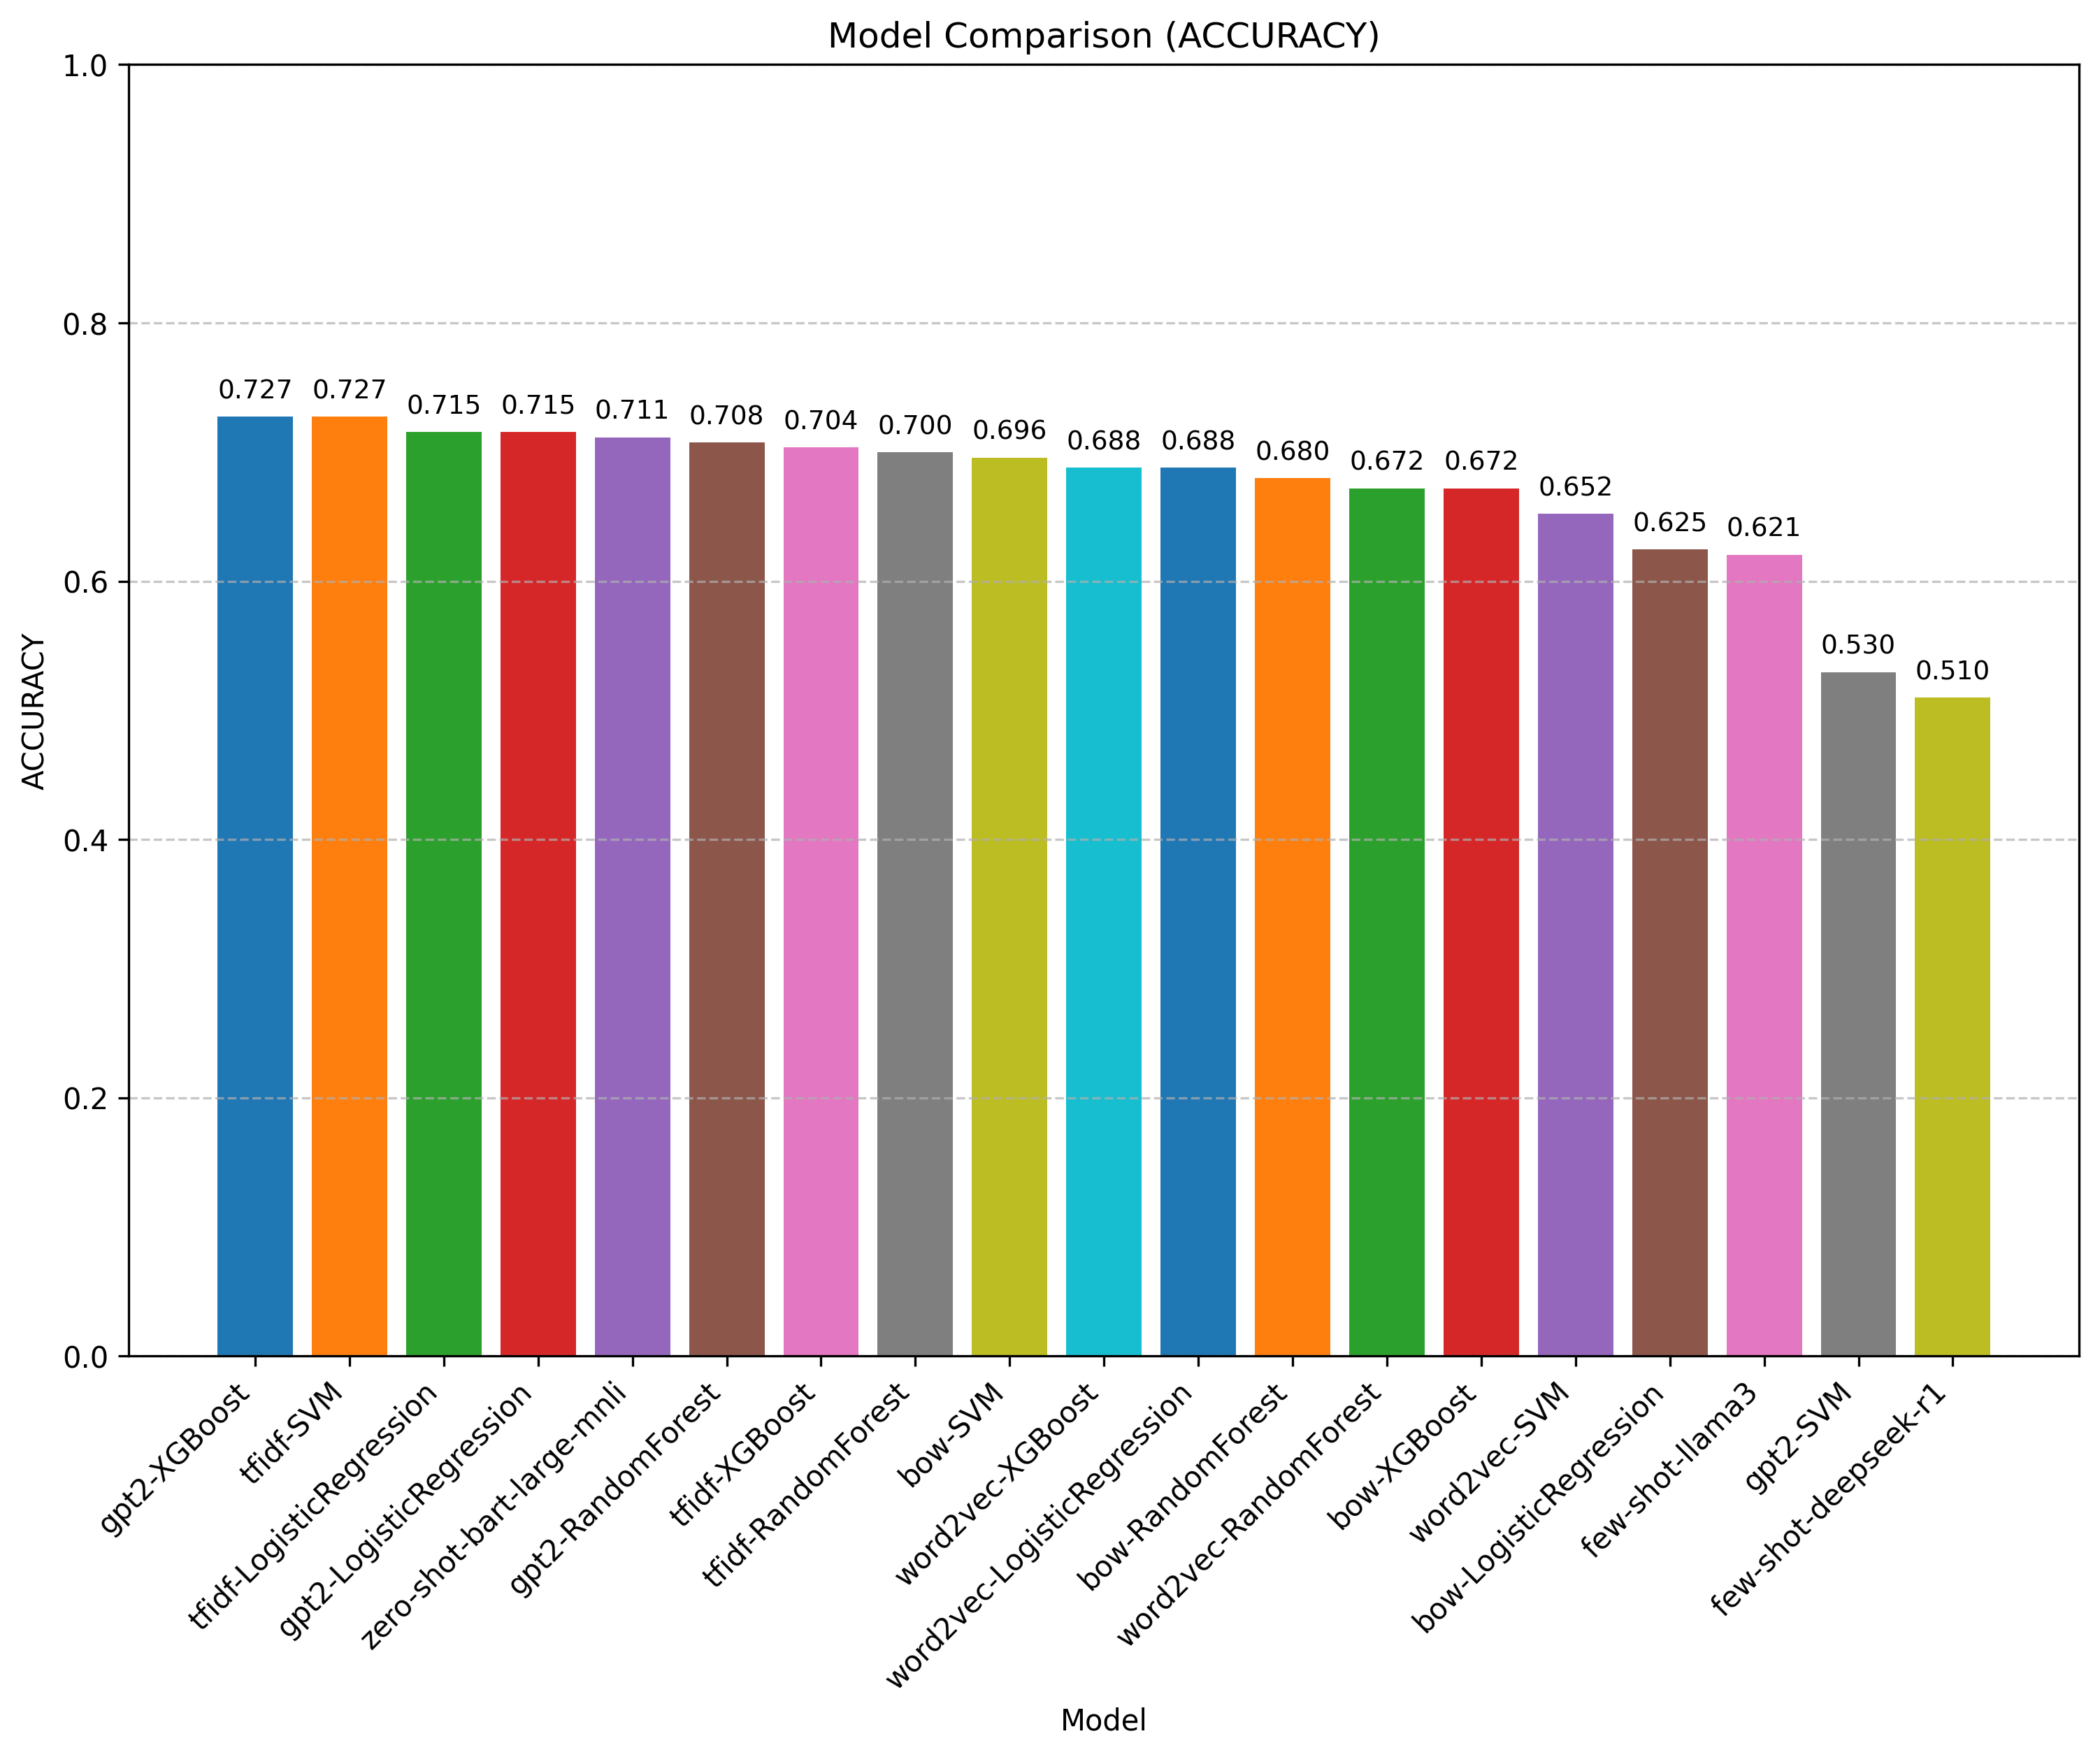 Model Comparison (ACCURACY)
1.0
0.8
0.6
0.4
0.2
0.0
ACCURACY
0.727
0.727
0.715
0.715
0.711
0.708
0.704
0.700
0.696
0.688
0.688
0.680
0.672
0.672
0.652
0.625
0.621
0.530
0.510
gpt2-XGBoost
tfidf-SVM
tfidf-LogisticRegression
gpt2-LogisticRegression
zero-shot-bart-large-mnli
gpt2-RandomForest
tfidf-XGBoost
tfidf-RandomForest
bow-SVM
word2vec-XGBoost
word2vec-LogisticRegression
bow-RandomForest
word2vec-RandomForest
bow-XGBoost
word2vec-SVM
bow-LogisticRegression
few-shot-llama3
gpt2-SVM
few-shot-deepseek-r1
Model